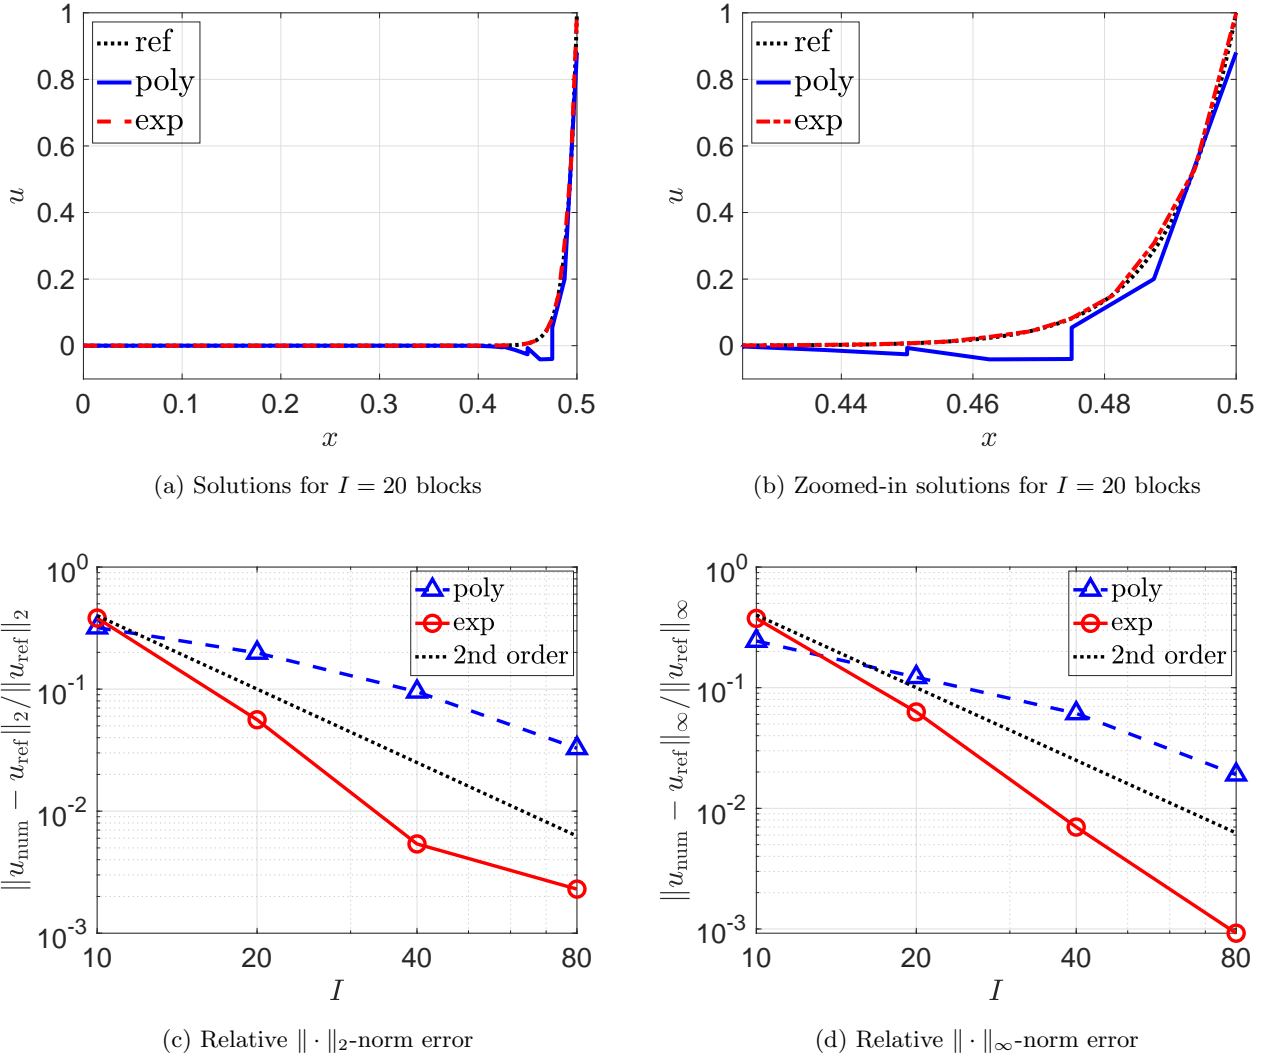 1
0.8
0.6
0.4
0.2
0
u
ref
poly
exp
0 0.1 0.2 0.3 0.4 0.5
x
(a) Solutions for I = 20 blocks
1
0.8
0.6
0.4
0.2
0
u
ref
poly
exp
0.44 0.46 0.48 0.5
x
(b) Zoomed-in solutions for I = 20 blocks
10^0
10^-1
10^-2
10^-3
‖u_num − u_ref‖_2/‖u_ref‖_2
poly
exp
2nd order
10 20 40 80
I
(c) Relative ‖ · ‖_2-norm error
10^0
10^-1
10^-2
10^-3
‖u_num − u_ref‖_∞/‖u_ref‖_∞
poly
exp
2nd order
10 20 40 80
I
(d) Relative ‖ · ‖_∞-norm error